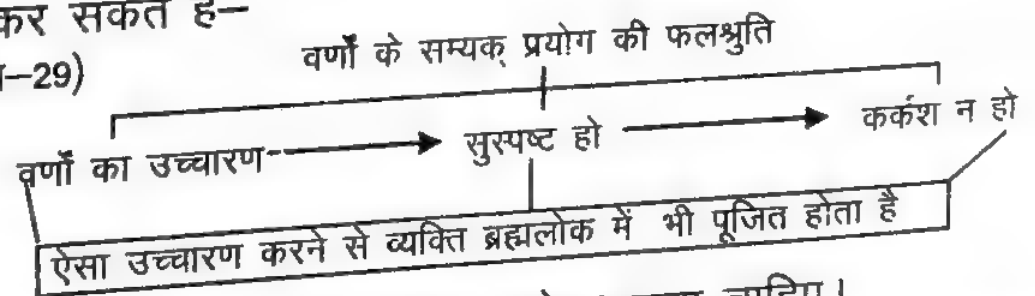 कर सकते हैं–
वर्णों के सम्यक् प्रयोग की फलश्रुति
–29)
वर्णों का उच्चारण सुस्पष्ट हो कर्कश न हो
ऐसा उच्चारण करने से व्यक्ति ब्रह्मलोक में भी पूजित होता है
चाहिए।